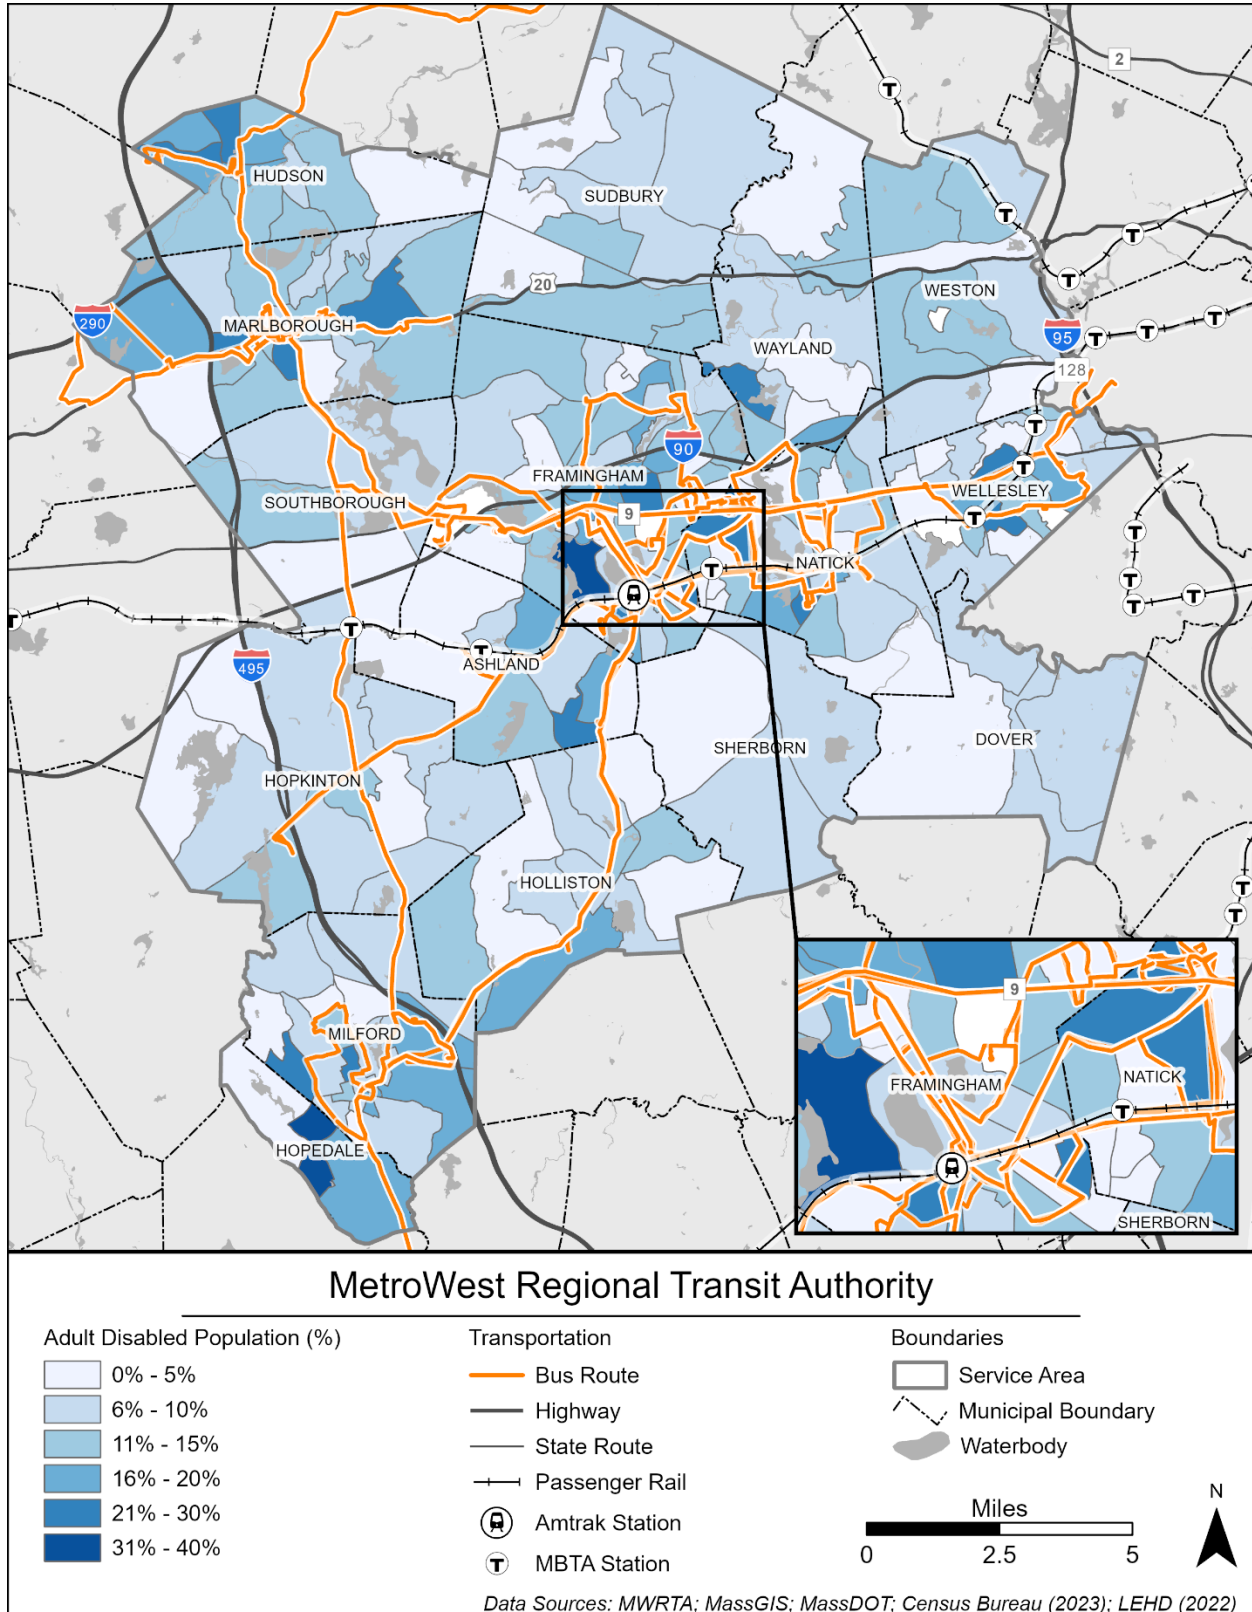 2
HUDSON
SUDBURY
20
WESTON
290
MARLBOROUGH
95
WAYLAND
128
90
FRAMINGHAM
WELLESLEY
SOUTHBOROUGH
9
NATICK
T
495
ASHLAND
SHERBORN
DOVER
HOPKINTON
HOLLISTON
MILFORD
HOPEDALE
9
FRAMINGHAM
NATICK
T
SHERBORN
MetroWest Regional Transit Authority
Adult Disabled Population (%)
0% - 5%
6% - 10%
11% - 15%
16% - 20%
21% - 30%
31% - 40%
Transportation
Bus Route
Highway
State Route
Passenger Rail
Amtrak Station
T MBTA Station
Boundaries
Service Area
Municipal Boundary
Waterbody
N
Miles
0 2.5 5
Data Sources: MWRTA; MassGIS; MassDOT; Census Bureau (2023); LEHD (2022)